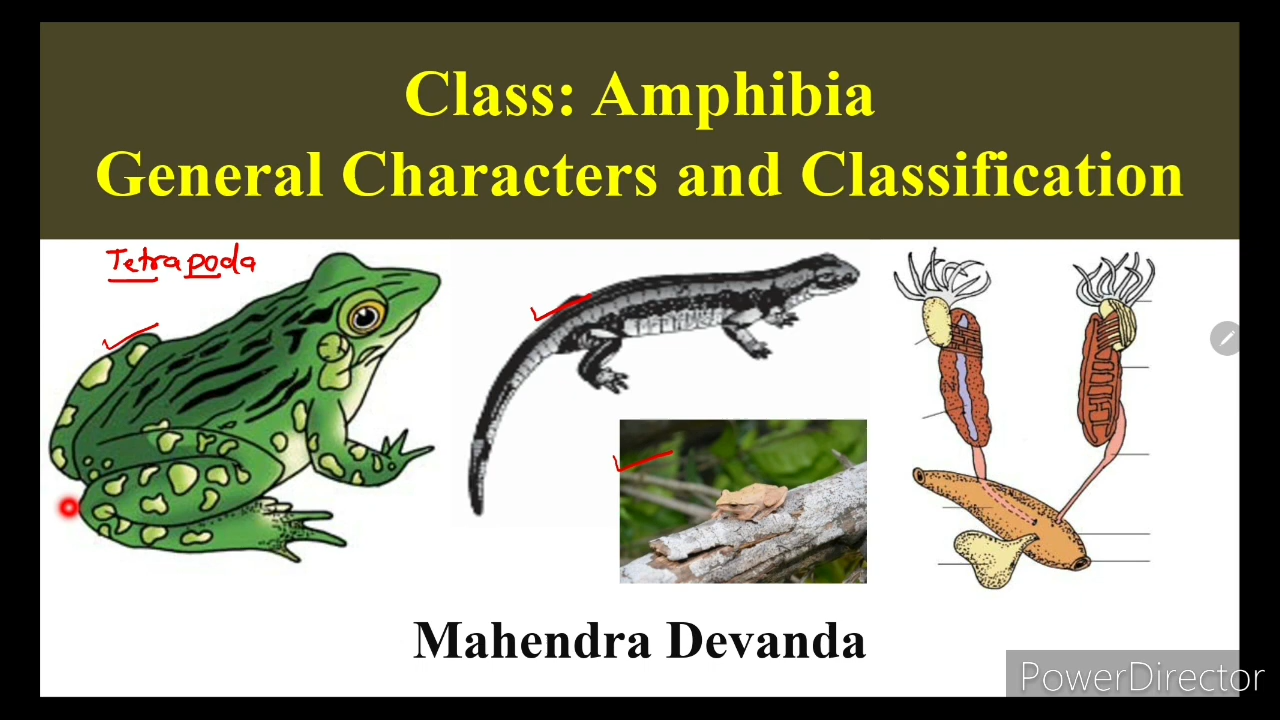 Class: Amphibia
General Characters and Classification
Tetrapoda
Mahendra Devanda
PowerDirector